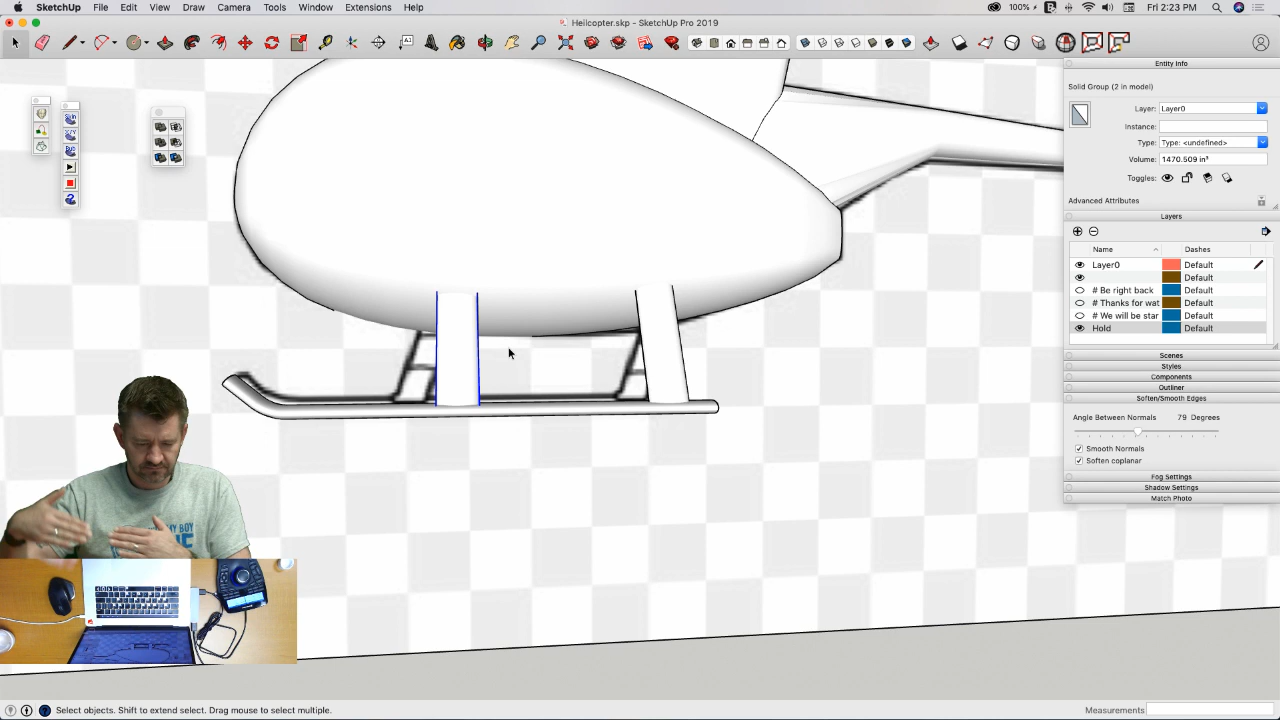 SketchUp File Edit View Draw Camera Tools Window Extensions Help 100% Fri 2:23 PM
Helicopter.skp - SketchUp Pro 2019
Entity Info
Solid Group (2 in model)
Layer: Layer0
Instance:
Type: Type: <undefined>
Volume: 1470.509 in³
Toggles:
Advanced Attributes
Layers
Name Dashes
Layer0 Default
Default
# Be right back Default
# Thanks for wat Default
# We will be star Default
Hold Default
Scenes
Styles
Components
Outliner
Soften/Smooth Edges
Angle Between Normals 79 Degrees
Smooth Normals
Soften coplanar
Fog Settings
Shadow Settings
Match Photo
MY BOY
Select objects. Shift to extend select. Drag mouse to select multiple.
Measurements